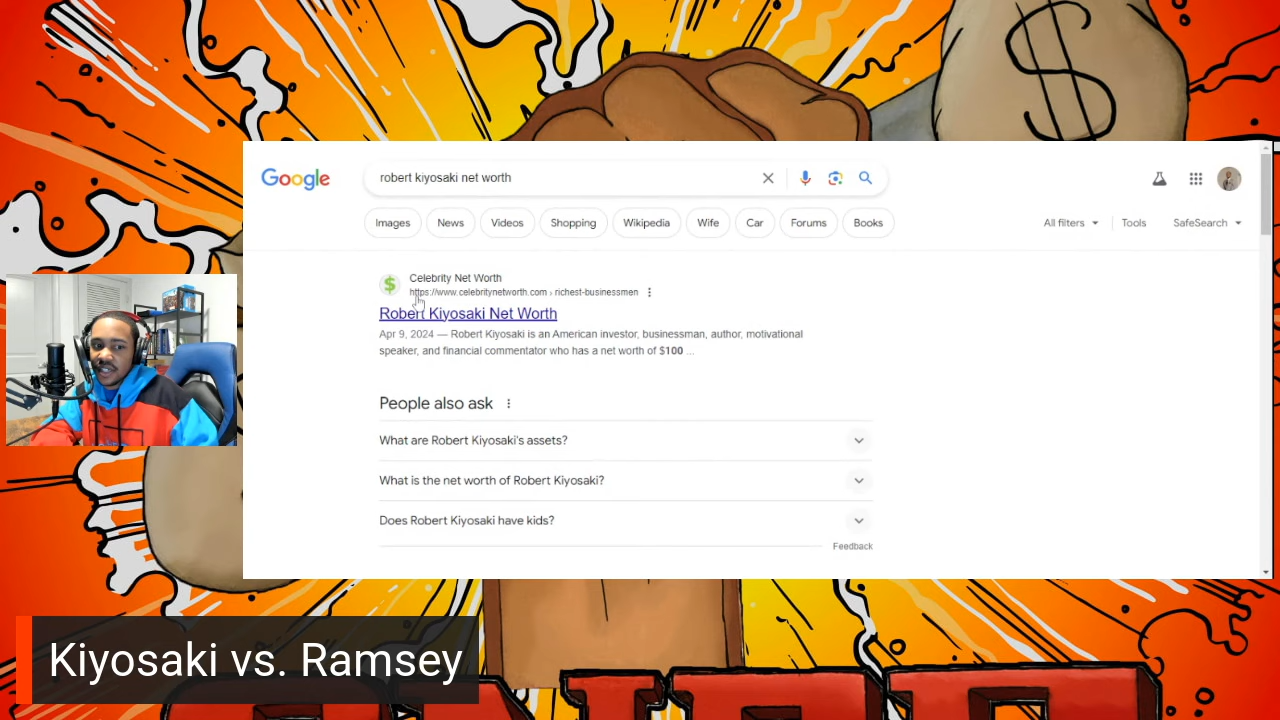 Google
robert kiyosaki net worth
Images News Videos Shopping Wikipedia Wife Car Forums Books All filters Tools SafeSearch
$ Celebrity Net Worth
https://www.celebritynetworth.com › richest-businessmen
Robert Kiyosaki Net Worth
Apr 9, 2024 — Robert Kiyosaki is an American investor, businessman, author, motivational
speaker, and financial commentator who has a net worth of $100 ...
People also ask
What are Robert Kiyosaki's assets?
What is the net worth of Robert Kiyosaki?
Does Robert Kiyosaki have kids?
Feedback
Kiyosaki vs. Ramsey
$